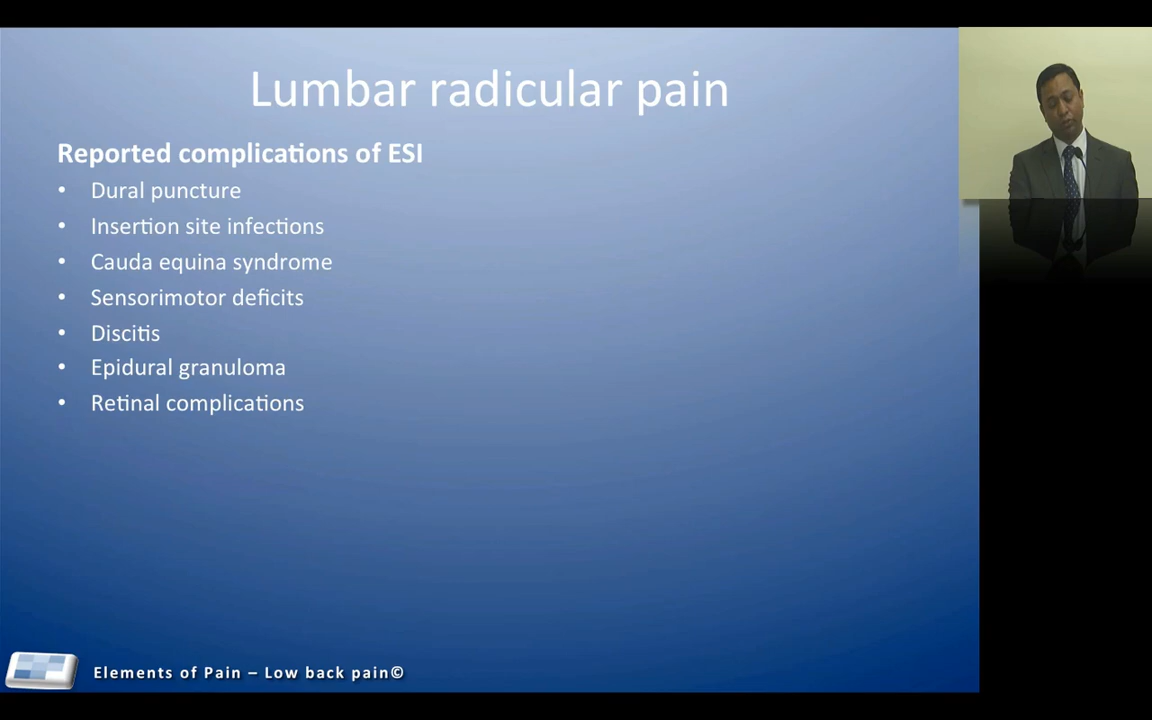 Lumbar radicular pain
Reported complications of ESI
• Dural puncture
• Insertion site infections
• Cauda equina syndrome
• Sensorimotor deficits
• Discitis
• Epidural granuloma
• Retinal complications
Elements of Pain – Low back pain©